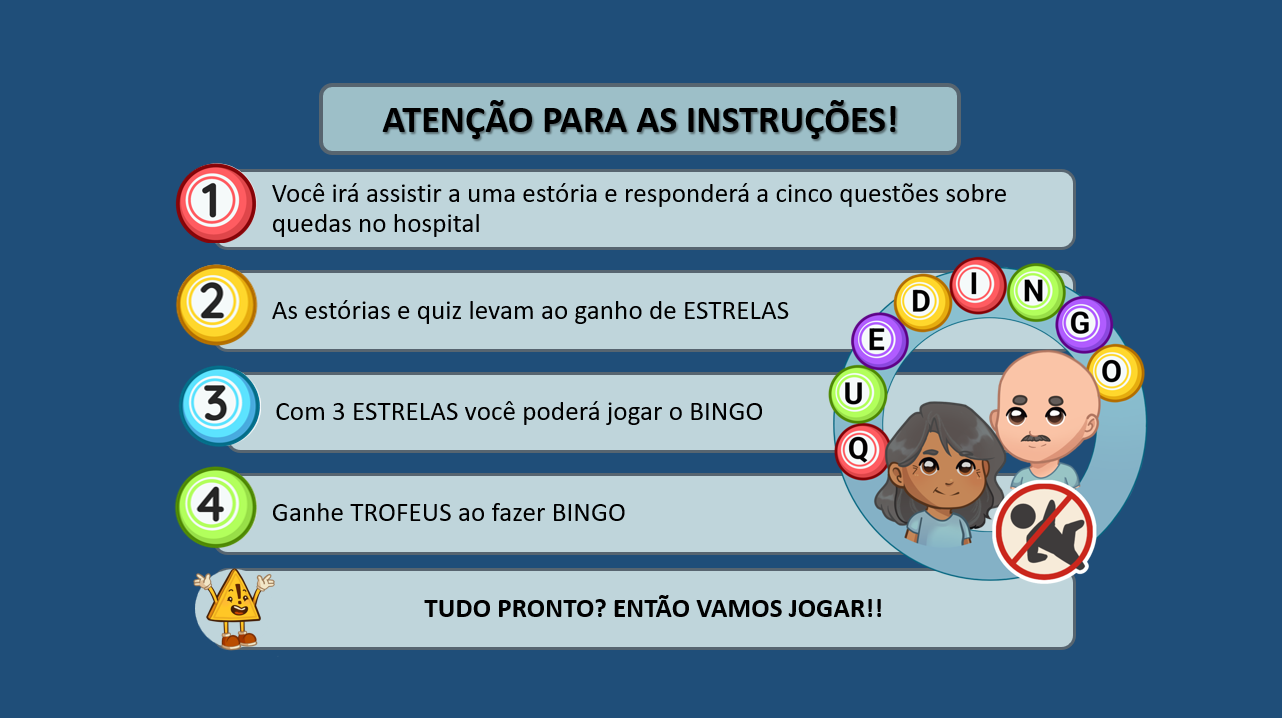 ATENÇÃO PARA AS INSTRUÇÕES!
1
Você irá assistir a uma estória e responderá a cinco questões sobre
quedas no hospital
2
As estórias e quiz levam ao ganho de ESTRELAS
3
Com 3 ESTRELAS você poderá jogar o BINGO
4
Ganhe TROFEUS ao fazer BINGO
QUEDINGO
!
TUDO PRONTO? ENTÃO VAMOS JOGAR!!